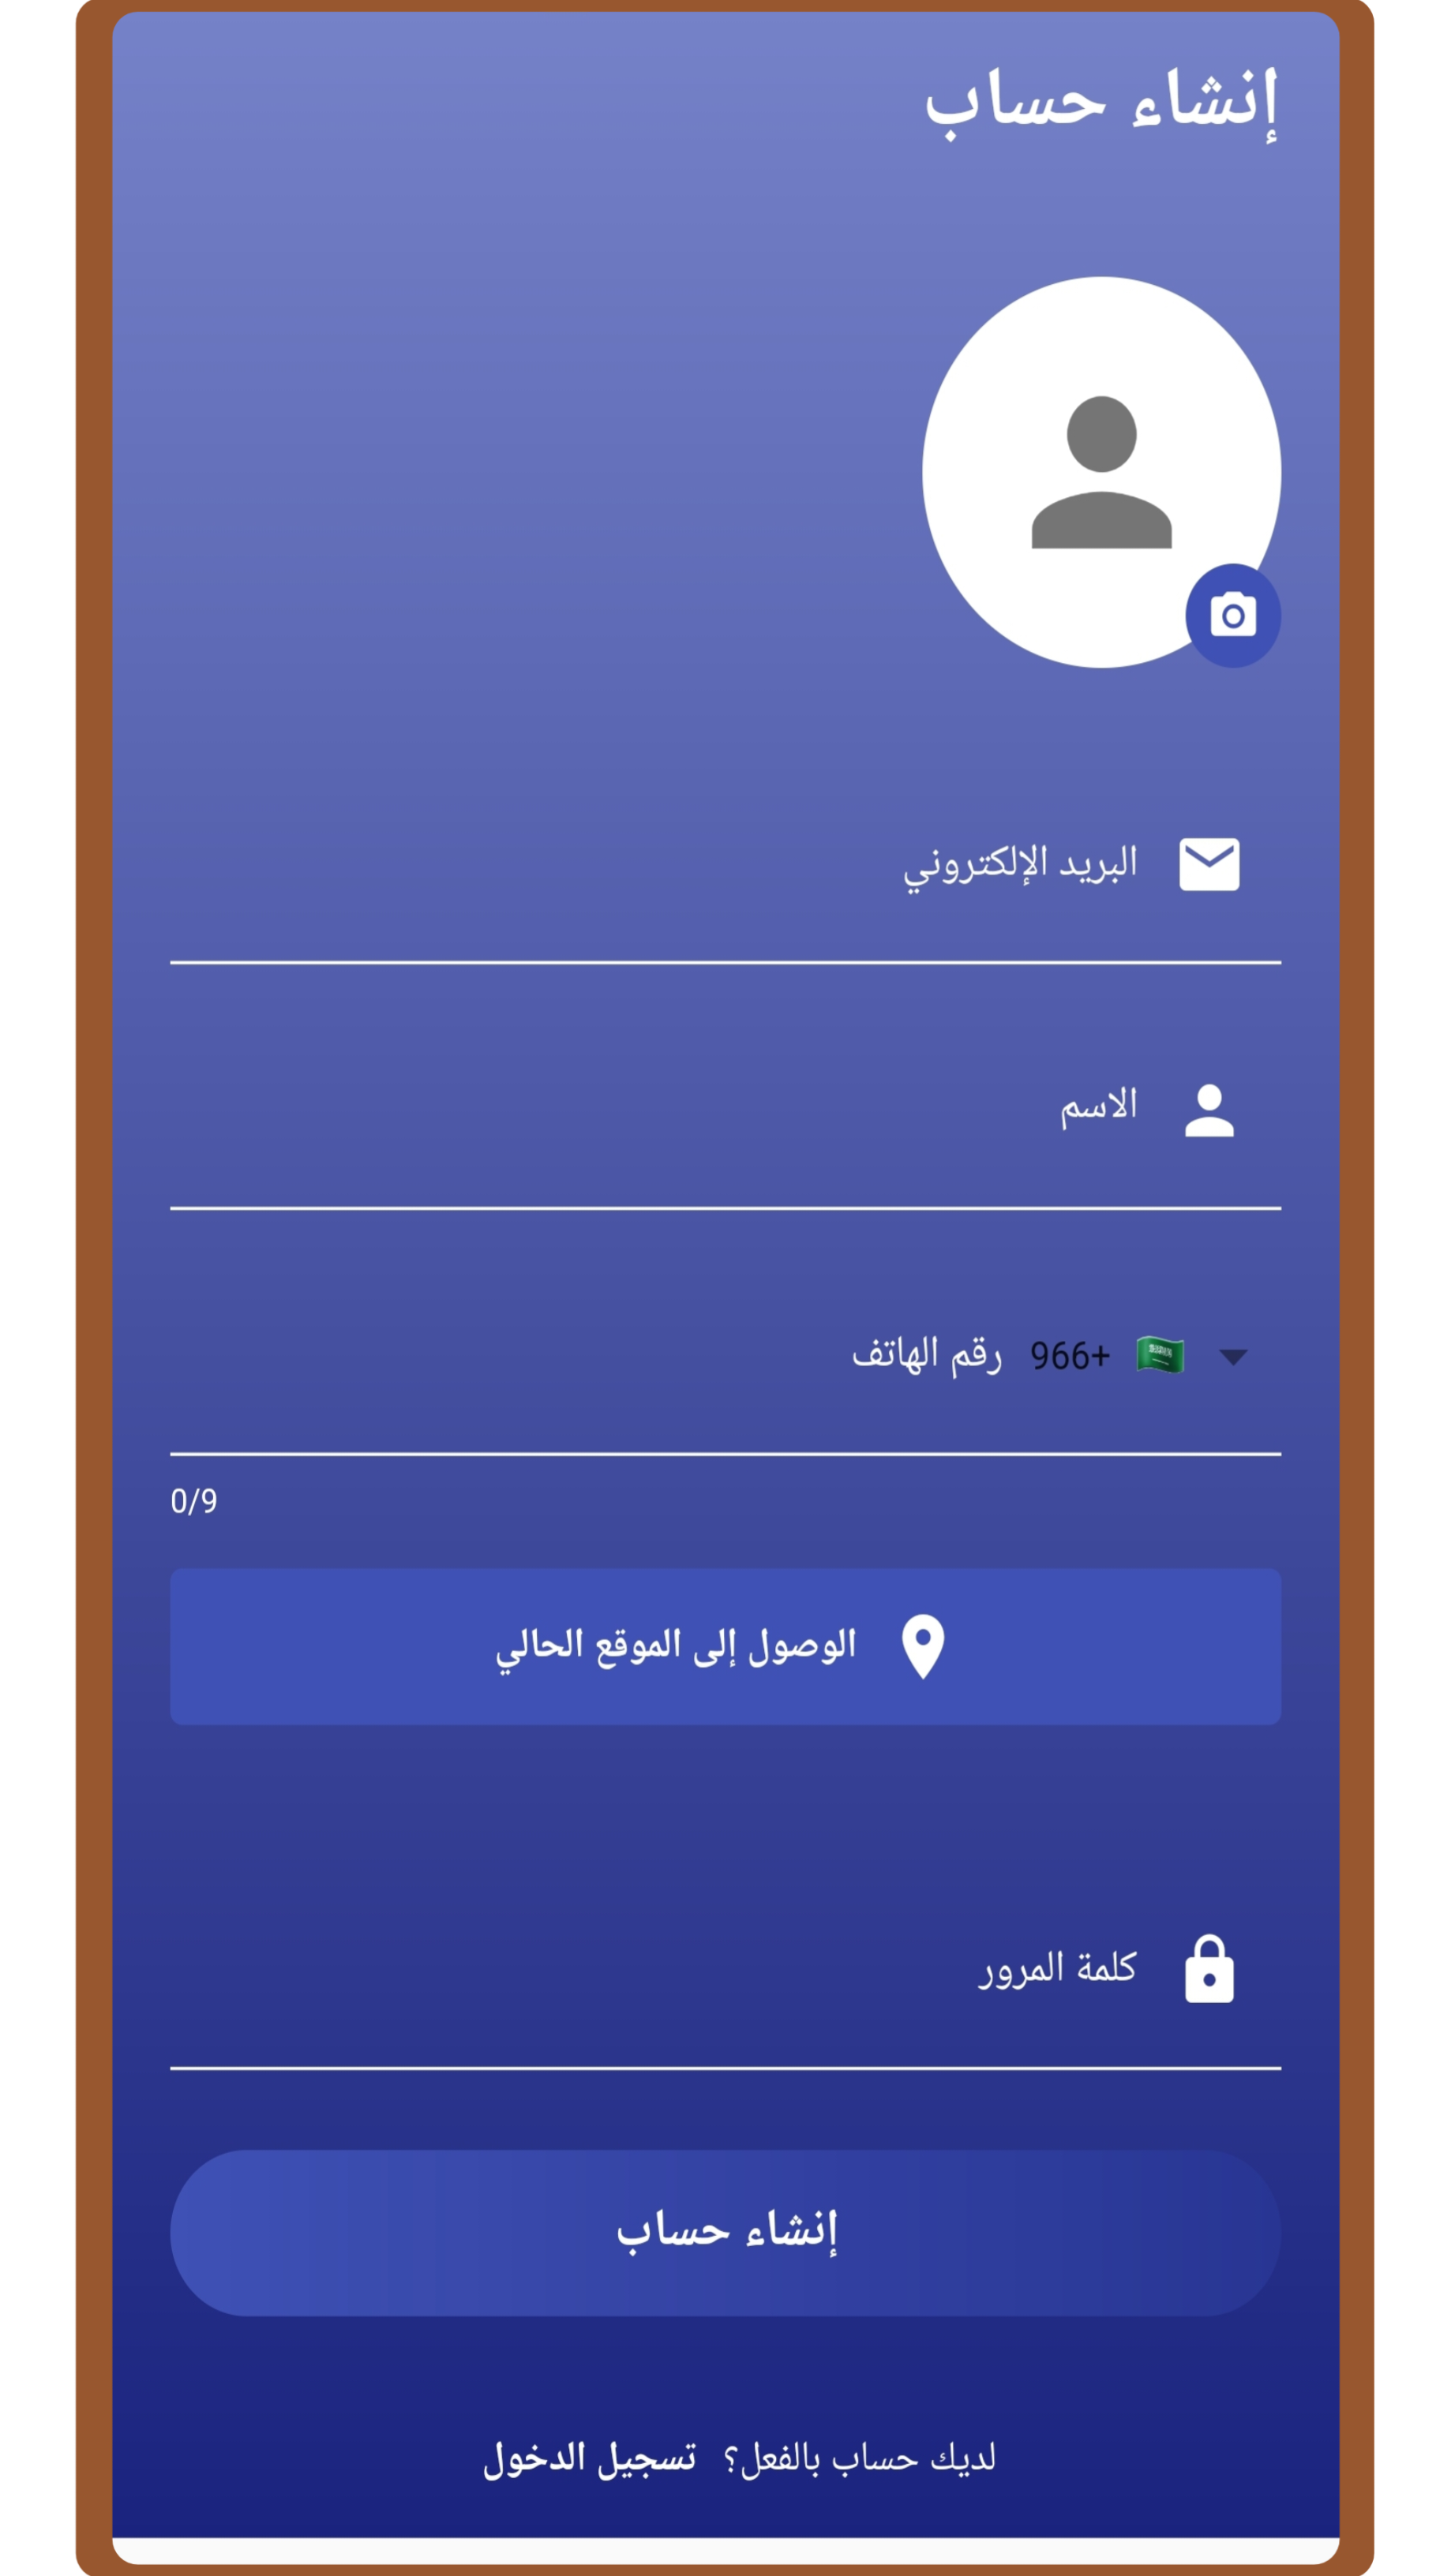 إنشاء حساب
البريد الإلكتروني
الاسم
966+ رقم الهاتف
0/9
الوصول إلى الموقع الحالي
كلمة المرور
إنشاء حساب
لديك حساب بالفعل؟ تسجيل الدخول